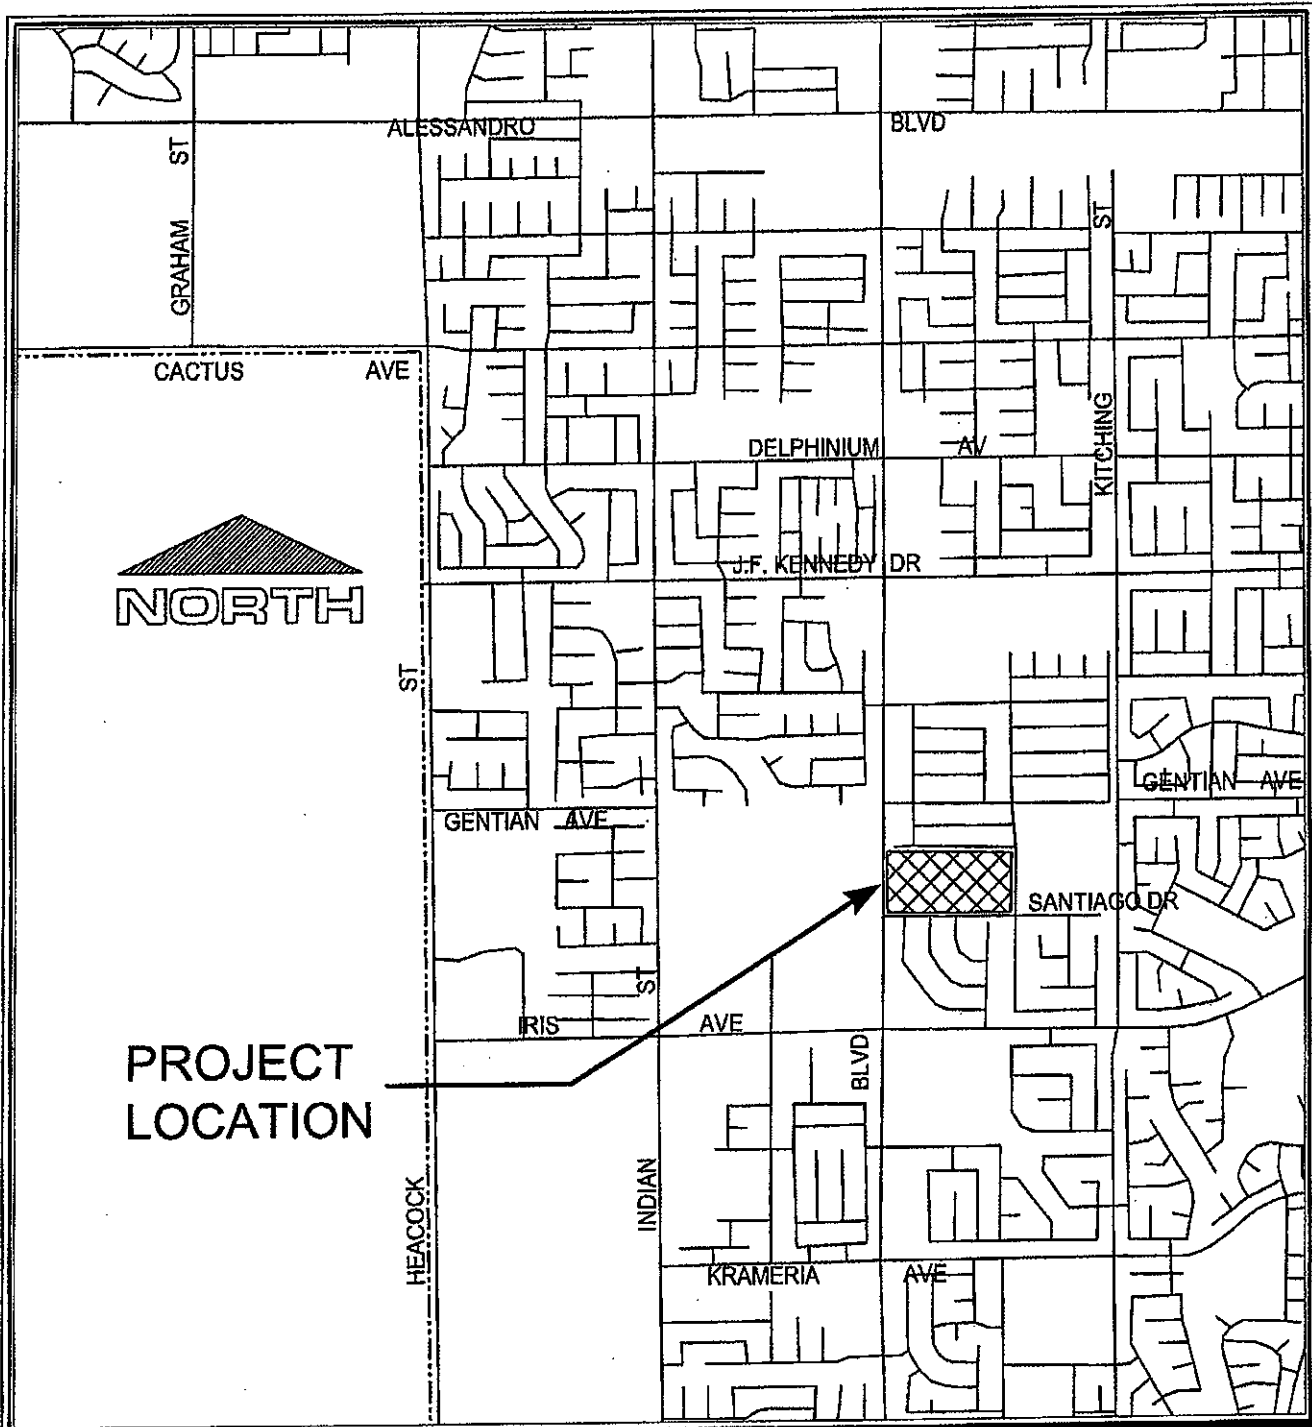 ALESSANDRO BLVD
GRAHAM ST
CACTUS AVE
DELPHINIUM AV
KITCHING ST
J.F. KENNEDY DR
NORTH
GENTIAN AVE
GENTIAN AVE
SANTIAGO DR
IRIS AVE
PROJECT
LOCATION
HEACOCK ST
INDIAN ST
BLVD
KRAMERIA AVE